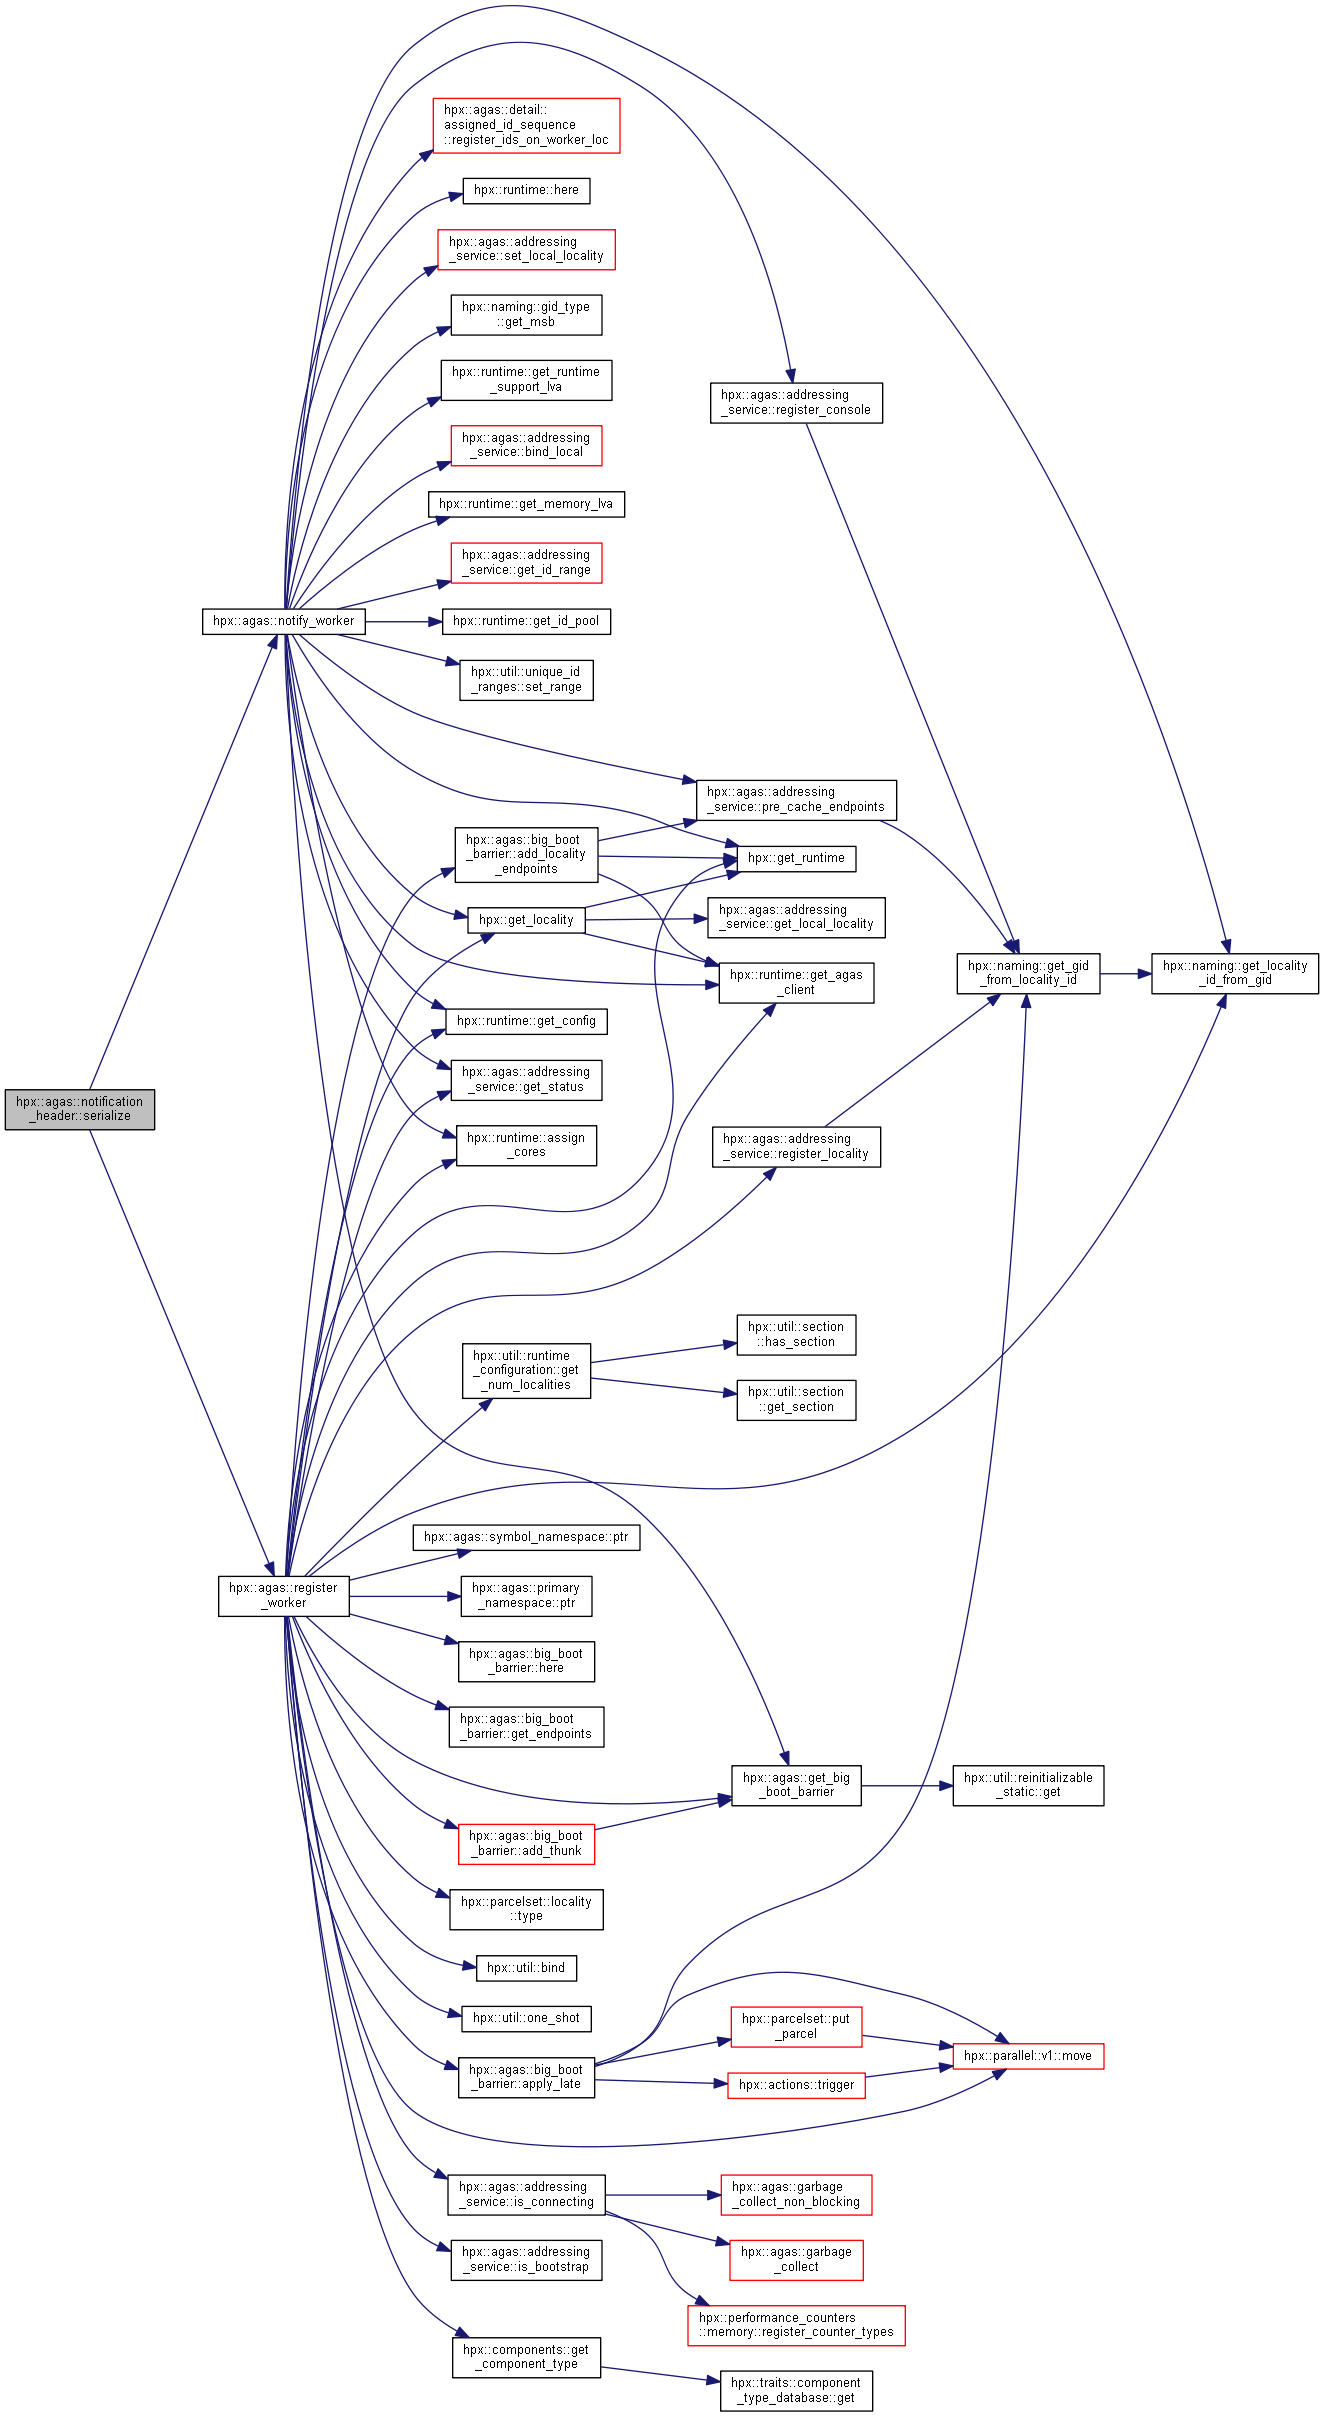 hpx::agas::detail::
assigned_id_sequence
::register_ids_on_worker_loc
hpx::runtime::here
hpx::agas::addressing
_service::set_local_locality
hpx::naming::gid_type
::get_msb
hpx::runtime::get_runtime
_support_lva
hpx::agas::addressing
_service::register_console
hpx::agas::addressing
_service::bind_local
hpx::runtime::get_memory_lva
hpx::agas::addressing
_service::get_id_range
hpx::agas::notify_worker
hpx::runtime::get_id_pool
hpx::util::unique_id
_ranges::set_range
hpx::agas::addressing
_service::pre_cache_endpoints
hpx::agas::big_boot
_barrier::add_locality
_endpoints
hpx::get_runtime
hpx::get_locality
hpx::agas::addressing
_service::get_local_locality
hpx::runtime::get_agas
_client
hpx::naming::get_gid
_from_locality_id
hpx::naming::get_locality
_id_from_gid
hpx::runtime::get_config
hpx::agas::addressing
_service::get_status
hpx::agas::notification
_header::serialize
hpx::runtime::assign
_cores
hpx::agas::addressing
_service::register_locality
hpx::util::section
::has_section
hpx::util::runtime
_configuration::get
_num_localities
hpx::util::section
::get_section
hpx::agas::symbol_namespace::ptr
hpx::agas::register
_worker
hpx::agas::primary
_namespace::ptr
hpx::agas::big_boot
_barrier::here
hpx::agas::big_boot
_barrier::get_endpoints
hpx::agas::get_big
_boot_barrier
hpx::util::reinitializable
_static::get
hpx::agas::big_boot
_barrier::add_thunk
hpx::parcelset::locality
::type
hpx::util::bind
hpx::util::one_shot
hpx::parcelset::put
_parcel
hpx::parallel::v1::move
hpx::agas::big_boot
_barrier::apply_late
hpx::actions::trigger
hpx::agas::addressing
_service::is_connecting
hpx::agas::garbage
_collect_non_blocking
hpx::agas::addressing
_service::is_bootstrap
hpx::agas::garbage
_collect
hpx::performance_counters
::memory::register_counter_types
hpx::components::get
_component_type
hpx::traits::component
_type_database::get